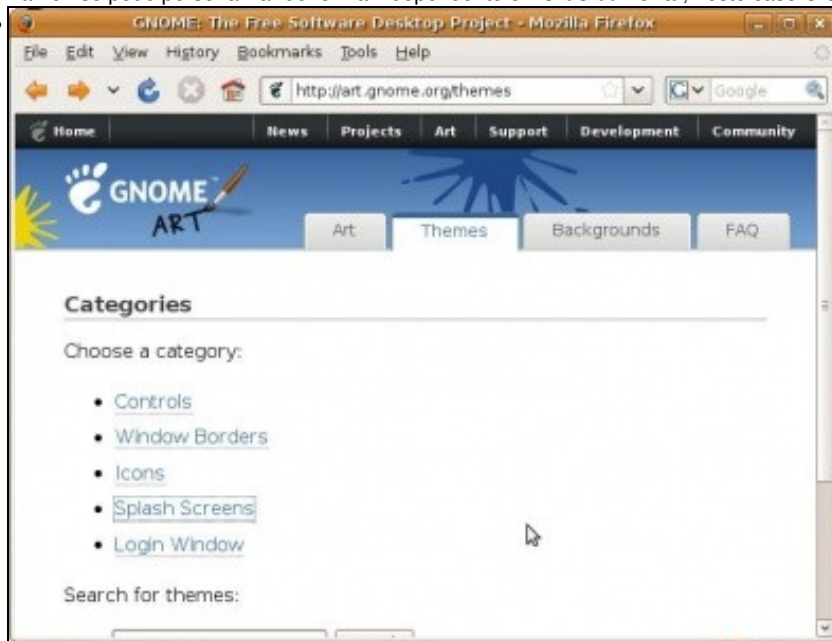 GNOME: The Free Software Desktop Project - Mozilla Firefox
File Edit View History Bookmarks Tools Help
http://art.gnome.org/themes Google
Home News Projects Art Support Development Community
GNOME
ART
Art Themes Backgrounds FAQ
Categories
Choose a category:
Controls
Window Borders
Icons
Splash Screens
Login Window
Search for themes: